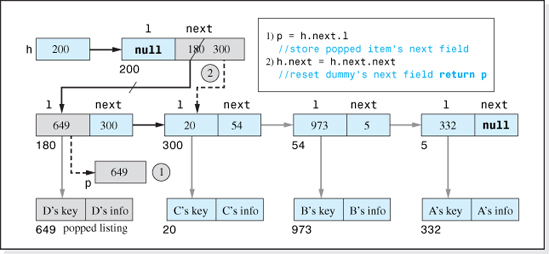 l next
h 200 null 180 300
200
2
1) p = h.next.l
//store popped item's next field
2) h.next = h.next.next
//reset dummy's next field return p
l next l next l next l next
649 300 20 54 973 5 332 null
180 300 54 5
p 649 1
D's key D's info C's key C's info B's key B's info A's key A's info
649 popped listing 20 973 332